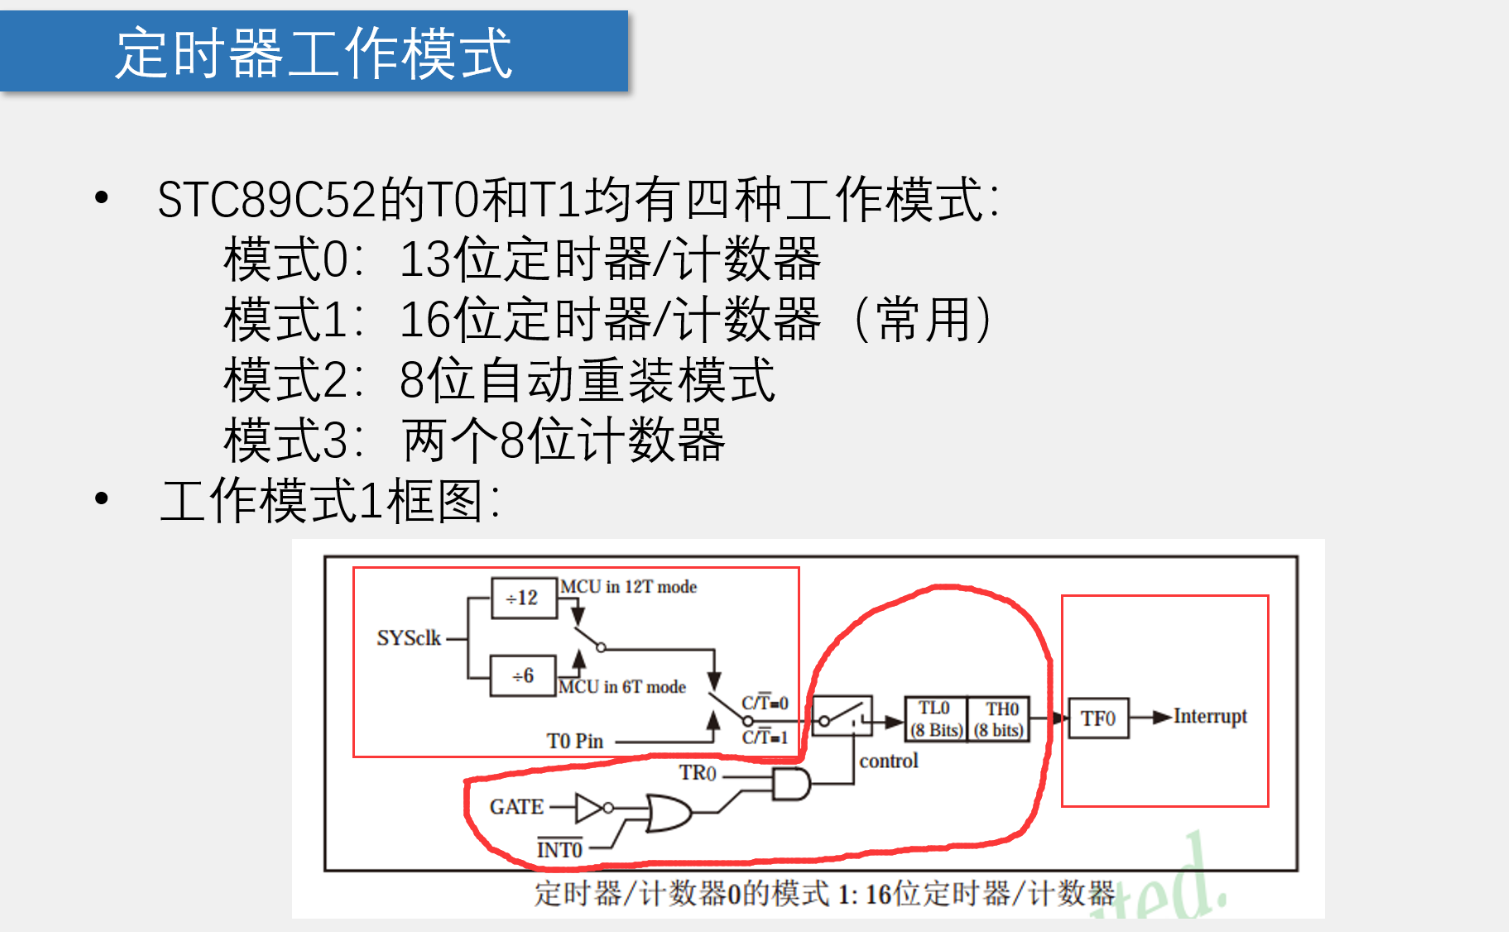 定时器工作模式
• STC89C52的T0和T1均有四种工作模式：
模式0： 13位定时器/计数器
模式1： 16位定时器/计数器（常用）
模式2： 8位自动重装模式
模式3： 两个8位计数器
• 工作模式1框图：
÷12
MCU in 12T mode
SYSclk
÷6
MCU in 6T mode
C/T̅=0
C/T̅=1
T0 Pin
TL0
(8 Bits)
TH0
(8 bits)
TF0
Interrupt
control
TR0
GATE
I̅N̅T̅0̅
定时器/计数器0的模式 1: 16位定时器/计数器